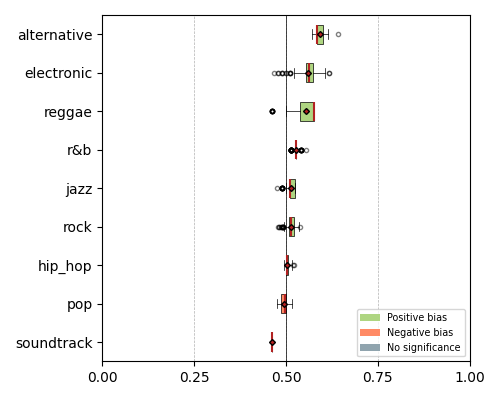 alternative
electronic
reggae
r&b
jazz
rock
hip_hop
pop
soundtrack
Positive bias
Negative bias
No significance
0.00 0.25 0.50 0.75 1.00